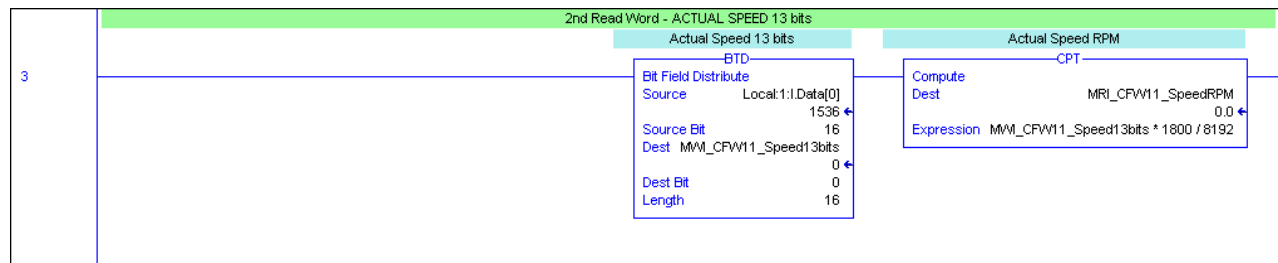 2nd Read Word - ACTUAL SPEED 13 bits
Actual Speed 13 bits
Actual Speed RPM
3
BTD
Bit Field Distribute
Source Local:1:I.Data[0]
1536
Source Bit 16
Dest MWI_CFW11_Speed13bits
0
Dest Bit 0
Length 16
CPT
Compute
Dest MRI_CFW11_SpeedRPM
0.0
Expression MWI_CFW11_Speed13bits * 1800 / 8192